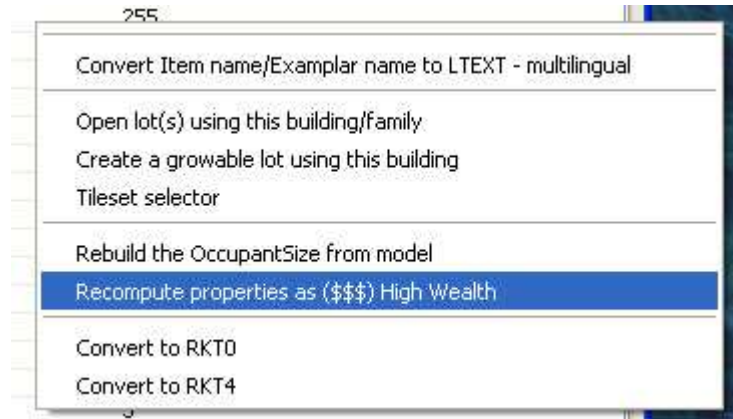 255
Convert Item name/Examplar name to LTEXT - multilingual
Open lot(s) using this building/family
Create a growable lot using this building
Tileset selector
Rebuild the OccupantSize from model
Recompute properties as ($$$) High Wealth
Convert to RKT0
Convert to RKT4